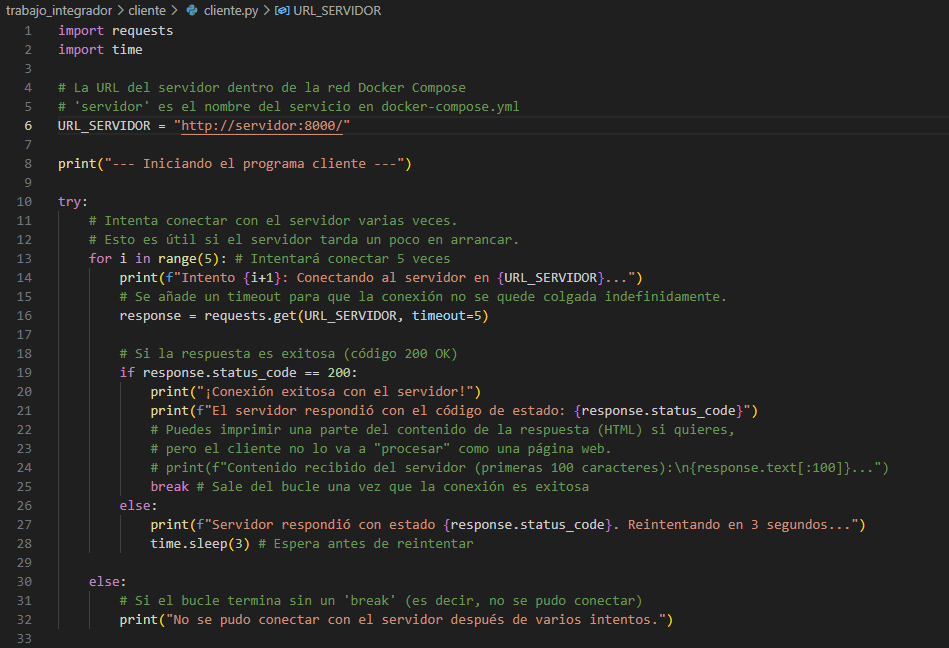 trabajo_integrador > cliente > cliente.py > URL_SERVIDOR
1 import requests
2 import time
3
4 # La URL del servidor dentro de la red Docker Compose
5 # 'servidor' es el nombre del servicio en docker-compose.yml
6 URL_SERVIDOR = "http://servidor:8000/"
7
8 print("--- Iniciando el programa cliente ---")
9
10 try:
11     # Intenta conectar con el servidor varias veces.
12     # Esto es útil si el servidor tarda un poco en arrancar.
13     for i in range(5): # Intentará conectar 5 veces
14         print(f"Intento {i+1}: Conectando al servidor en {URL_SERVIDOR}...")
15         # Se añade un timeout para que la conexión no se quede colgada indefinidamente.
16         response = requests.get(URL_SERVIDOR, timeout=5)
17
18         # Si la respuesta es exitosa (código 200 OK)
19         if response.status_code == 200:
20             print("¡Conexión exitosa con el servidor!")
21             print(f"El servidor respondió con el código de estado: {response.status_code}")
22             # Puedes imprimir una parte del contenido de la respuesta (HTML) si quieres,
23             # pero el cliente no lo va a "procesar" como una página web.
24             # print(f"Contenido recibido del servidor (primeras 100 caracteres):\n{response.text[:100]}...")
25             break # Sale del bucle una vez que la conexión es exitosa
26         else:
27             print(f"Servidor respondió con estado {response.status_code}. Reintentando en 3 segundos...")
28             time.sleep(3) # Espera antes de reintentar
29
30     else:
31         # Si el bucle termina sin un 'break' (es decir, no se pudo conectar)
32         print("No se pudo conectar con el servidor después de varios intentos.")
33